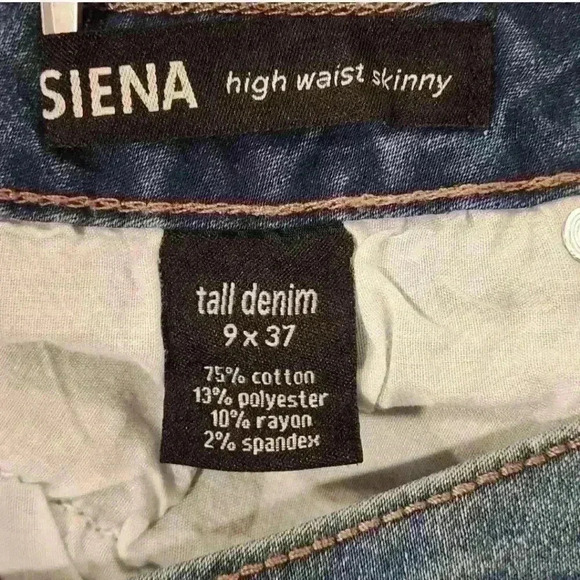 SIENA high waist skinny
tall denim
9 x 37
75% cotton
13% polyester
10% rayon
2% spandex